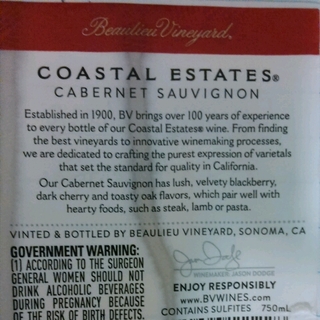 Beaulieu Vineyard.
COASTAL ESTATES®
CABERNET SAUVIGNON
Established in 1900, BV brings over 100 years of experience
to every bottle of our Coastal Estates® wine. From finding
the best vineyards to innovative winemaking processes,
we are dedicated to crafting the purest expression of varietals
that set the standard for quality in California.
Our Cabernet Sauvignon has lush, velvety blackberry,
dark cherry and toasty oak flavors, which pair well with
hearty foods, such as steak, lamb or pasta.
VINTED & BOTTLED BY BEAULIEU VINEYARD, SONOMA, CA
GOVERNMENT WARNING:
(1) ACCORDING TO THE SURGEON
GENERAL WOMEN SHOULD NOT
DRINK ALCOHOLIC BEVERAGES
DURING PREGNANCY BECAUSE
OF THE RISK OF BIRTH DEFECTS.
WINEMAKER JASON DODGE
ENJOY RESPONSIBLY
www.BVWINES.com
CONTAINS SULFITES 750mL